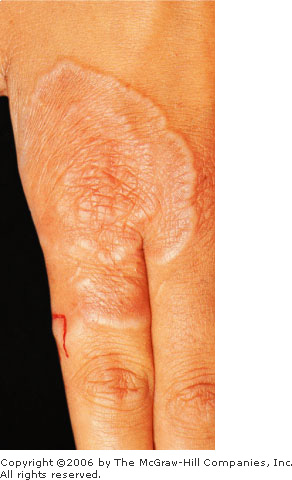 Copyright ©2006 by The McGraw-Hill Companies, Inc.
All rights reserved.